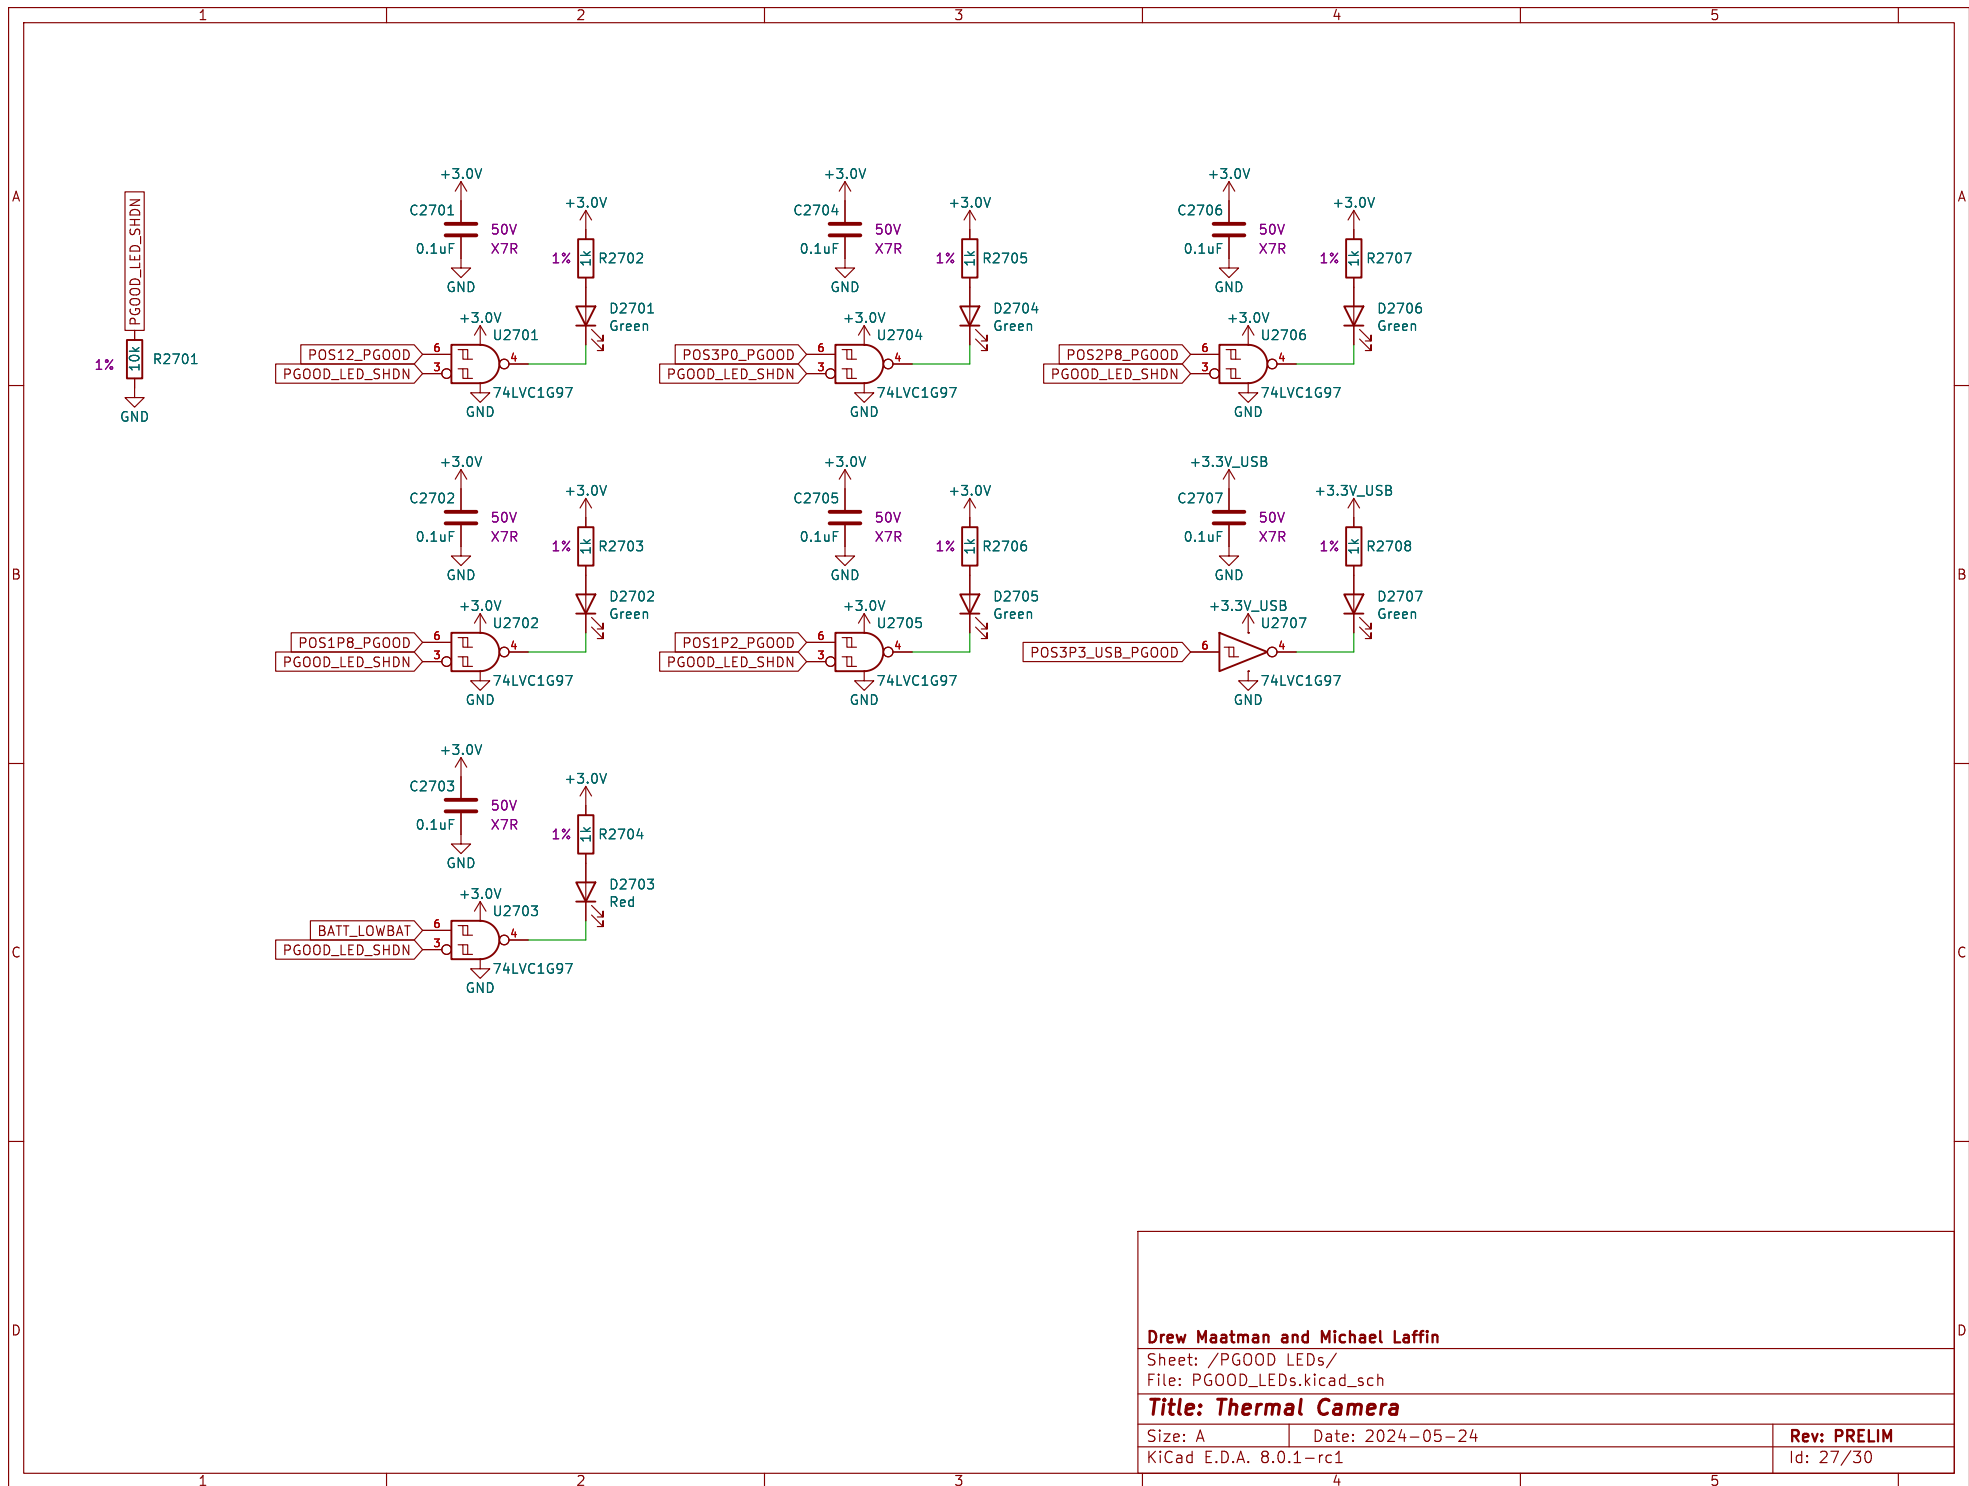 1 2 3 4 5
A A
+3.0V +3.0V +3.0V
+3.0V +3.0V +3.0V
PGOOD_LED_SHDN
C2701 C2704 C2706
50V 50V 50V
0.1uF X7R 0.1uF X7R 0.1uF X7R
1% 1k R2702 1% 1k R2705 1% 1k R2707
GND GND GND
D2701 D2704 D2706
Green Green Green
+3.0V +3.0V +3.0V
U2701 U2704 U2706
1% 10k R2701
POS12_PGOOD 6 4 POS3P0_PGOOD 6 4 POS2P8_PGOOD 6 4
PGOOD_LED_SHDN 3 PGOOD_LED_SHDN 3 PGOOD_LED_SHDN 3
74LVC1G97 74LVC1G97 74LVC1G97
GND GND GND GND
+3.0V +3.0V +3.3V_USB
+3.0V +3.0V +3.3V_USB
C2702 C2705 C2707
50V 50V 50V
0.1uF X7R 0.1uF X7R 0.1uF X7R
1% 1k R2703 1% 1k R2706 1% 1k R2708
B GND GND GND B
D2702 D2705 D2707
Green Green Green
+3.0V +3.0V +3.3V_USB
U2702 U2705 U2707
POS1P8_PGOOD 6 4 POS1P2_PGOOD 6 4 POS3P3_USB_PGOOD 6 4
PGOOD_LED_SHDN 3 PGOOD_LED_SHDN 3
74LVC1G97 74LVC1G97 74LVC1G97
GND GND GND
+3.0V
+3.0V
C2703
50V
0.1uF X7R
1% 1k R2704
GND
D2703
Red
+3.0V
U2703
BATT_LOWBAT 6 4
PGOOD_LED_SHDN 3
C C
74LVC1G97
GND
D D
Drew Maatman and Michael Laffin
Sheet: /PGOOD LEDs/
File: PGOOD_LEDs.kicad_sch
Title: Thermal Camera
Size: A Date: 2024-05-24 Rev: PRELIM
KiCad E.D.A. 8.0.1-rc1 Id: 27/30
1 2 3 4 5